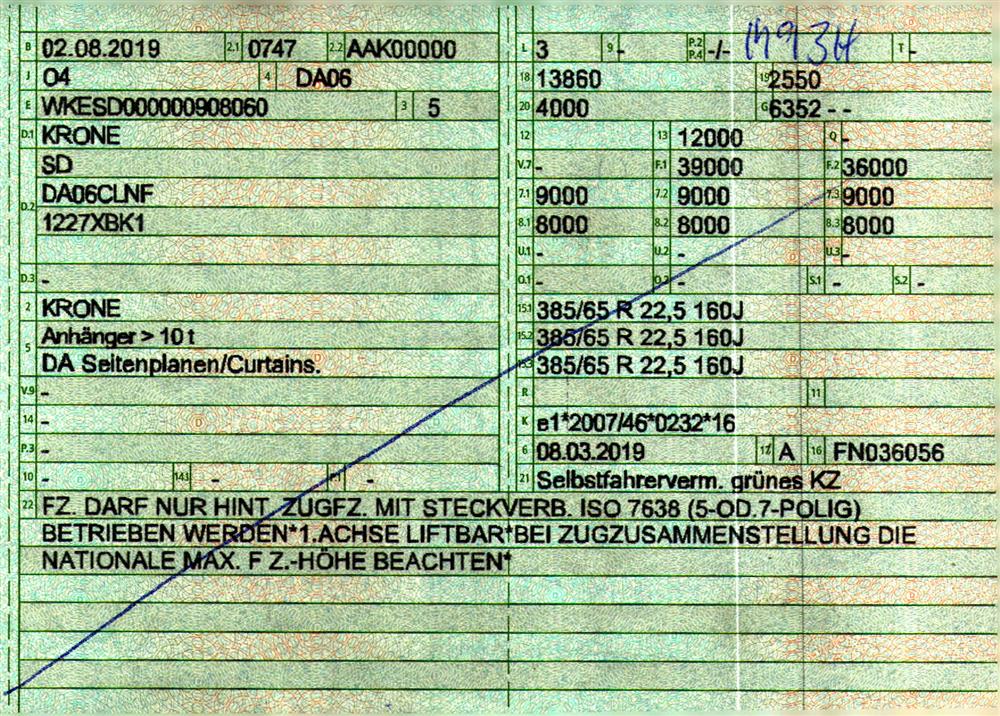 B 02.08.2019 2.1 0747 2.2 AAK00000
J O4 4 DA06
E WKESD000000908060 3 5
D.1 KRONE
SD
D.2 DA06CLNF
1227XBK1
D.3 -
2 KRONE
Anhänger > 10 t
5 DA Seitenplanen/Curtains.
V.9 -
14 -
P.3 -
10 - 14.1 - P.1 -
L 3 9 - P.2 P.4 -/- T -
18 13860 19 2550
20 4000 G 6352 - -
12 13 12000 Q -
V.7 - F.1 39000 F.2 36000
7.1 9000 7.2 9000 7.3 9000
8.1 8000 8.2 8000 8.3 8000
U.1 - U.2 - U.3 -
O.1 - O.2 - S.1 - S.2 -
15.1 385/65 R 22,5 160J
15.2 385/65 R 22,5 160J
15.3 385/65 R 22,5 160J
R 11
K e1*2007/46*0232*16
6 08.03.2019 17 A 16 FN036056
21 Selbstfahrerverm. grünes KZ
22 FZ. DARF NUR HINT. ZUGFZ. MIT STECKVERB. ISO 7638 (5-OD.7-POLIG)
BETRIEBEN WERDEN*1.ACHSE LIFTBAR*BEI ZUGZUSAMMENSTELLUNG DIE
NATIONALE MAX. F Z.-HÖHE BEACHTEN*